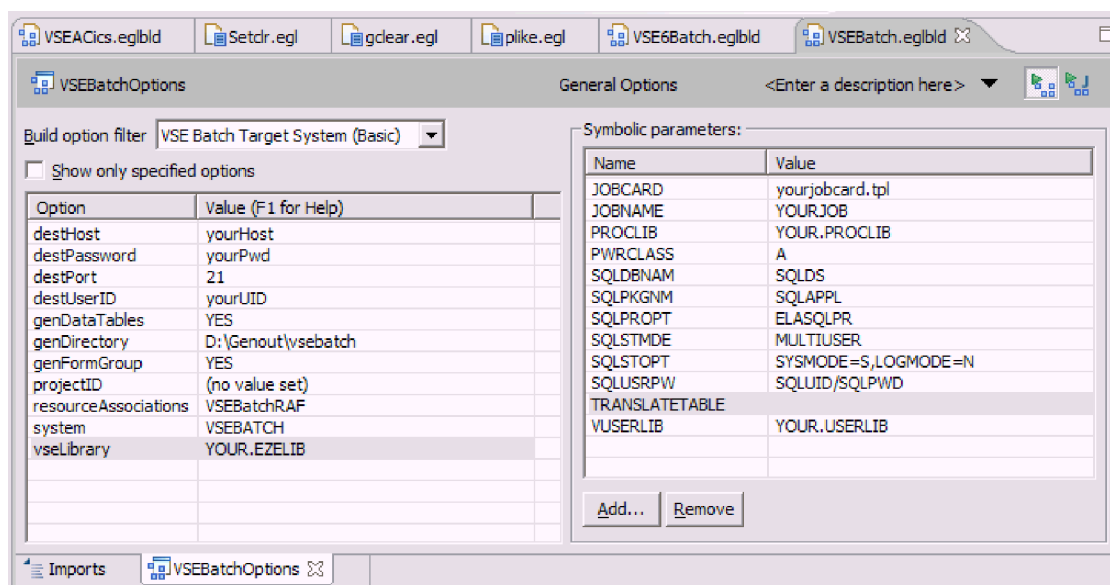 VSEACics.eglbld Setclr.egl gclear.egl plike.egl VSE6Batch.eglbld VSEBatch.eglbld
VSEBatchOptions General Options <Enter a description here>
Build option filter VSE Batch Target System (Basic)
Show only specified options
Option Value (F1 for Help)
destHost yourHost
destPassword yourPwd
destPort 21
destUserID yourUID
genDataTables YES
genDirectory D:\Genout\vsebatch
genFormGroup YES
projectID (no value set)
resourceAssociations VSEBatchRAF
system VSEBATCH
vseLibrary YOUR.EZELIB
Symbolic parameters:
Name Value
JOBCARD yourjobcard.tpl
JOBNAME YOURJOB
PROCLIB YOUR.PROCLIB
PWRCLASS A
SQLDBNAM SQLDS
SQLPKGNM SQLAPPL
SQLPROPT ELASQLPR
SQLSTMDE MULTIUSER
SQLSTOPT SYSMODE=S,LOGMODE=N
SQLUSRPW SQLUID/SQLPWD
TRANSLATETABLE
VUSERLIB YOUR.USERLIB
Add... Remove
Imports VSEBatchOptions